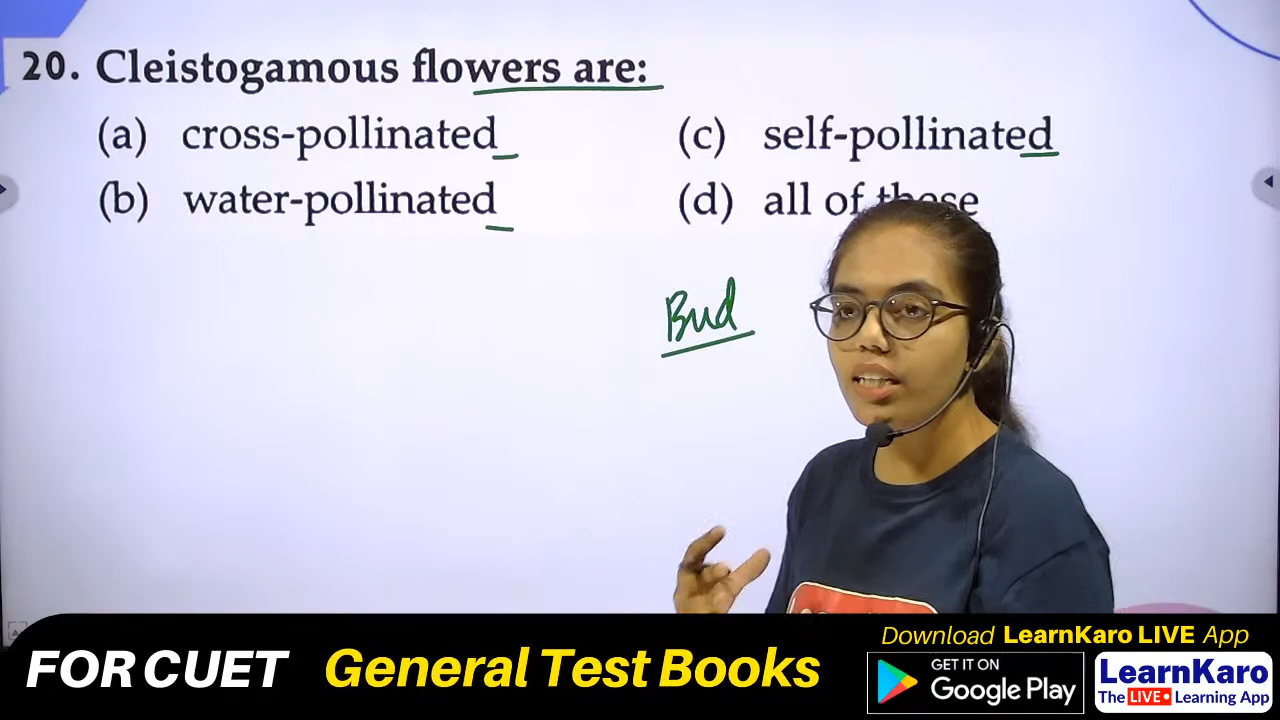 20. Cleistogamous flowers are:
(a) cross-pollinated (c) self-pollinated
(b) water-pollinated (d) all of these
Bud
FOR CUET General Test Books
Download LearnKaro LIVE App
GET IT ON
Google Play
LearnKaro
The LIVE Learning App